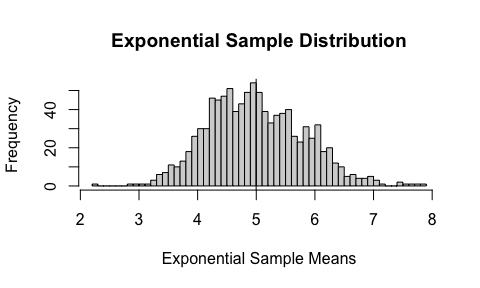 Exponential Sample Distribution
Frequency
40
20
0
2 3 4 5 6 7 8
Exponential Sample Means